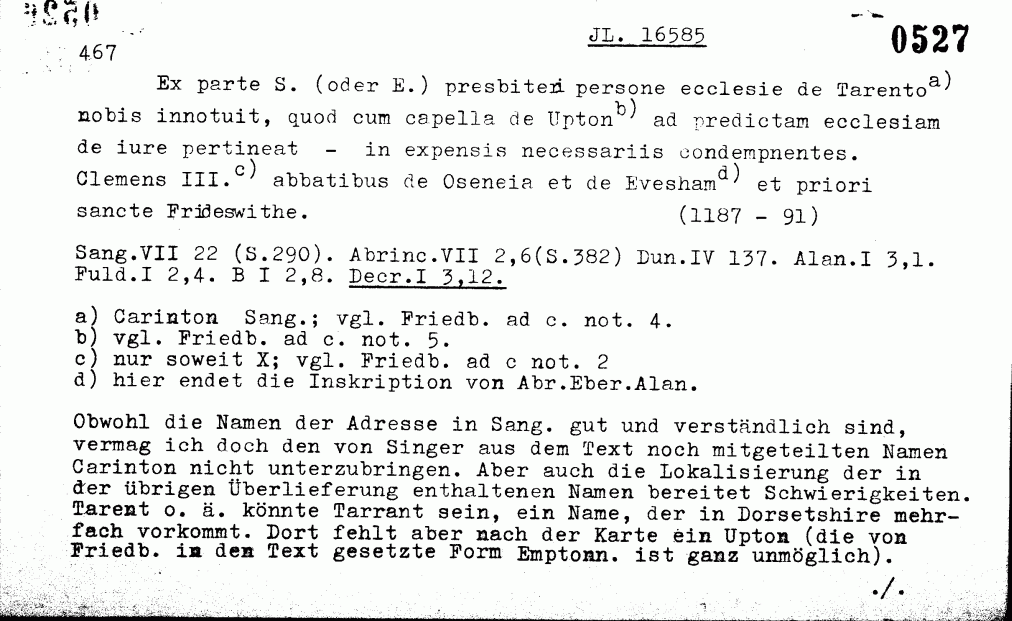 JL. 16585
0527
467
Ex parte S. (oder E.) presbiteri persone ecclesie de Tarento a)
nobis innotuit, quod cum capella de Upton b) ad predictam ecclesiam
de iure pertineat - in expensis necessariis condempnentes.
Clemens III. c) abbatibus de Oseneia et de Evesham d) et priori
sancte Frideswithe. (1187 - 91)
Sang.VII 22 (S.290). Abrinc.VII 2,6(S.382) Dun.IV 137. Alan.I 3,1.
Fuld.I 2,4. B I 2,8. Decr.I 3,12.
a) Carinton Sang.; vgl. Friedb. ad c. not. 4.
b) vgl. Friedb. ad c. not. 5.
c) nur soweit X; vgl. Friedb. ad c not. 2
d) hier endet die Inskription von Abr.Eber.Alan.
Obwohl die Namen der Adresse in Sang. gut und verständlich sind,
vermag ich doch den von Singer aus dem Text noch mitgeteilten Namen
Carinton nicht unterzubringen. Aber auch die Lokalisierung der in
der übrigen Überlieferung enthaltenen Namen bereitet Schwierigkeiten.
Tarent o. ä. könnte Tarrant sein, ein Name, der in Dorsetshire mehr-
fach vorkommt. Dort fehlt aber nach der Karte ein Upton (die von
Friedb. in den Text gesetzte Form Emptonn. ist ganz unmöglich).
./.